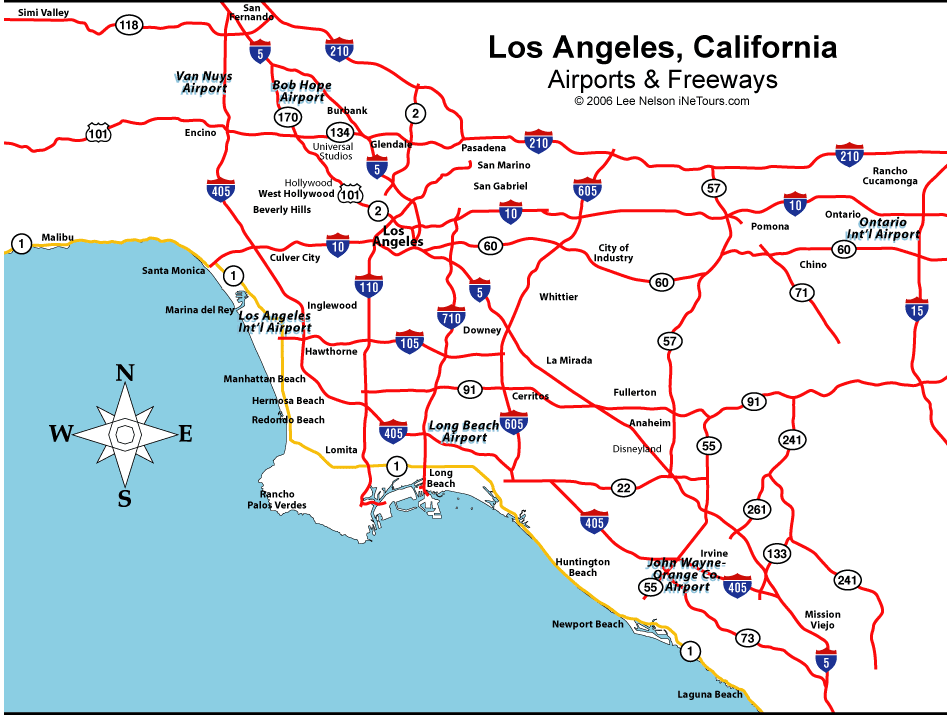 Simi Valley
San
Fernando
118
5
210
Los Angeles, California
Airports & Freeways
© 2006 Lee Nelson iNeTours.com
Van Nuys
Airport
Bob Hope
Airport
170
Burbank
2
101
Encino
134
Universal
Studios
Glendale
Pasadena
210
210
5
San Marino
Rancho
Cucamonga
405
Hollywood
West Hollywood
101
San Gabriel
605
57
Beverly Hills
2
10
10
Ontario
Ontario
Int'l Airport
Pomona
1
Malibu
Los
Angeles
10
60
City of
Industry
60
Culver City
Chino
Santa Monica
1
110
5
60
71
Whittier
Marina del Rey
Inglewood
Los Angeles
Int'l Airport
710
15
Downey
Hawthorne
105
57
La Mirada
N
Manhattan Beach
91
Cerritos
Fullerton
91
Hermosa Beach
Redondo Beach
605
Anaheim
W
E
405
Long Beach
Airport
55
241
Lomita
Disneyland
1
Long
Beach
22
S
Rancho
Palos Verdes
261
405
Huntington
Beach
Irvine
133
John Wayne-
Orange Co.
Airport
55
405
241
Newport Beach
Mission
Viejo
73
1
5
Laguna Beach